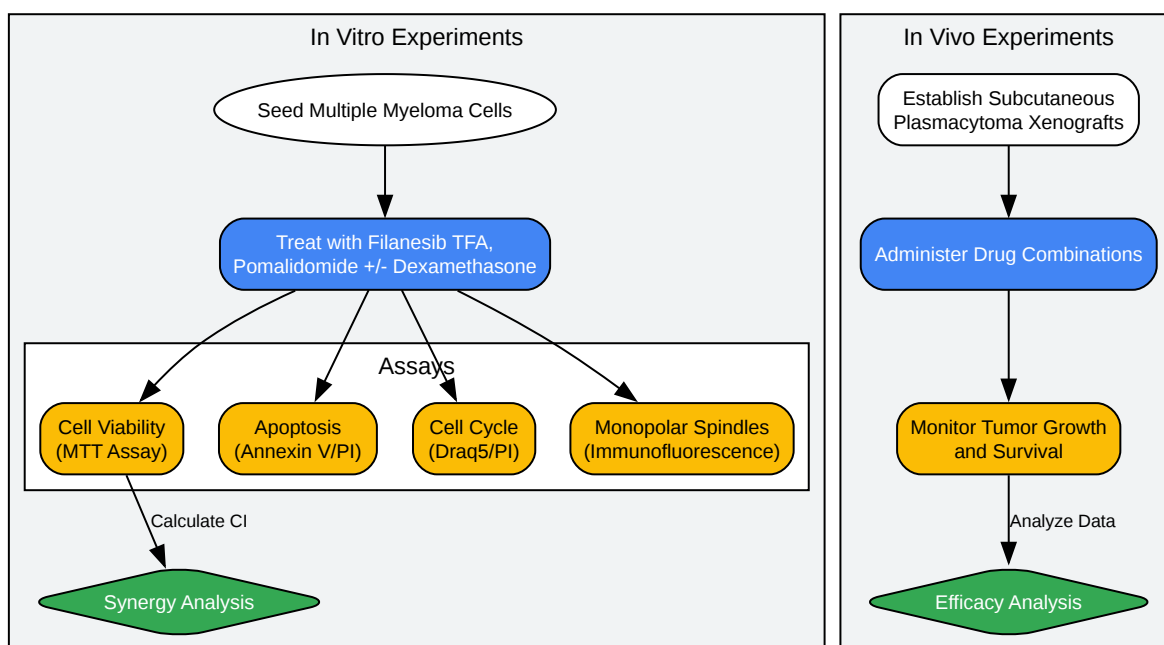 In Vitro Experiments
Seed Multiple Myeloma Cells
Treat with Filanesib TFA,
Pomalidomide +/- Dexamethasone
Assays
Cell Viability
(MTT Assay)
Apoptosis
(Annexin V/PI)
Cell Cycle
(Draq5/PI)
Monopolar Spindles
(Immunofluorescence)
Calculate CI
Synergy Analysis
In Vivo Experiments
Establish Subcutaneous
Plasmacytoma Xenografts
Administer Drug Combinations
Monitor Tumor Growth
and Survival
Analyze Data
Efficacy Analysis